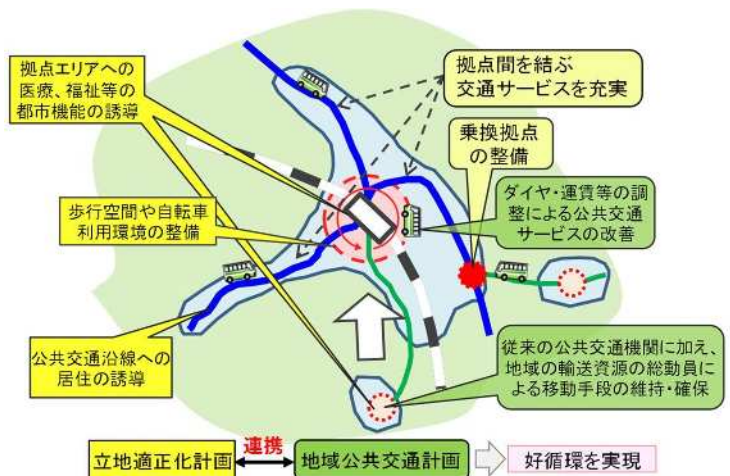 拠点エリアへの
医療、福祉等の
都市機能の誘導
拠点間を結ぶ
交通サービスを充実
乗換拠点
の整備
ダイヤ・運賃等の調
整による公共交通
サービスの改善
歩行空間や自転車
利用環境の整備
公共交通沿線への
居住の誘導
従来の公共交通機関に加え、
地域の輸送資源の総動員
による移動手段の維持・確保
立地適正化計画
連携
地域公共交通計画
好循環を実現